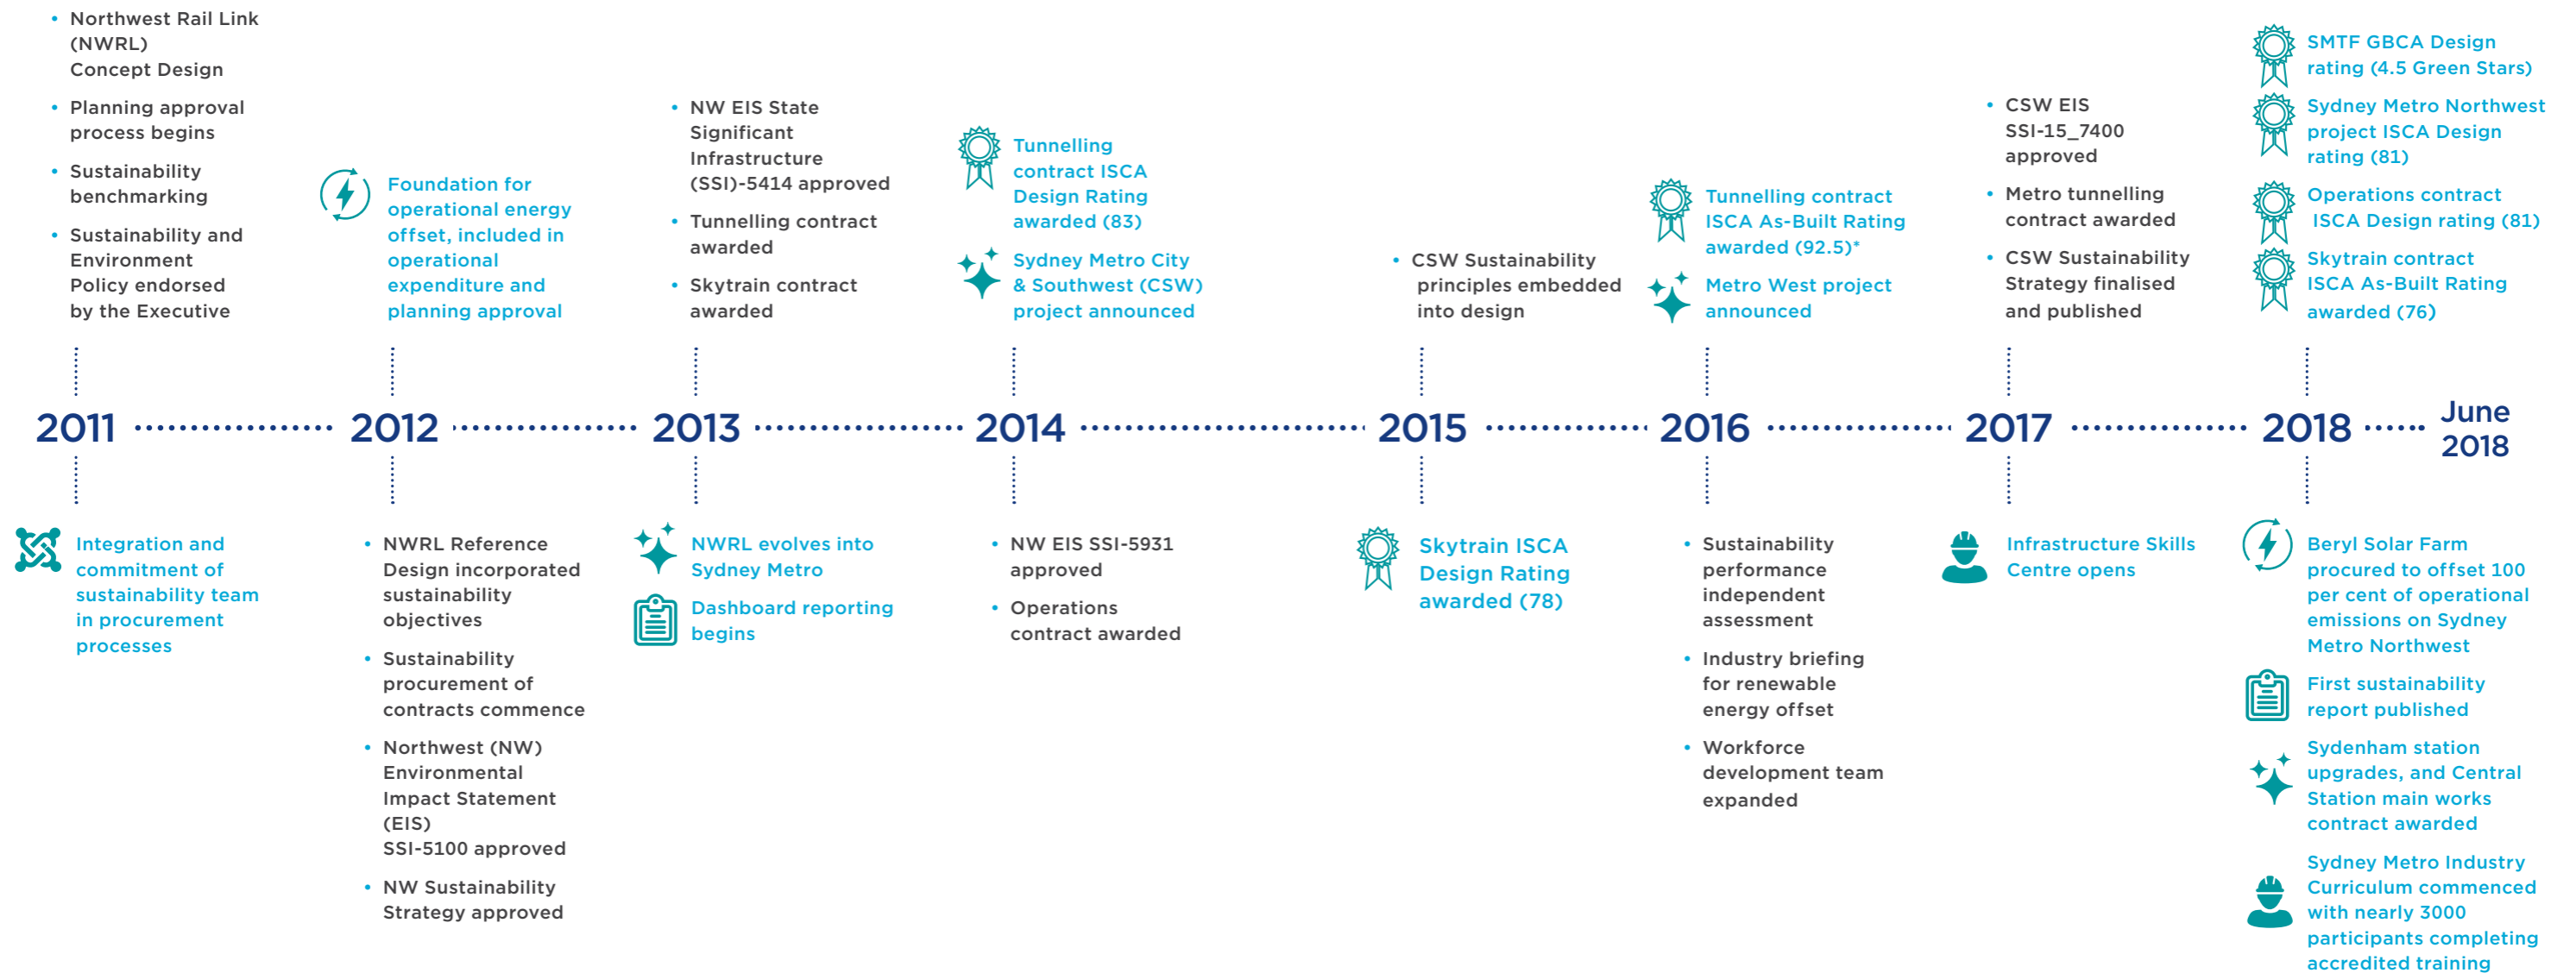 • Northwest Rail Link
(NWRL)
Concept Design
• Planning approval
process begins
• Sustainability
benchmarking
• Sustainability and
Environment
Policy endorsed
by the Executive
Foundation for
operational energy
offset, included in
operational
expenditure and
planning approval
• NW EIS State
Significant
Infrastructure
(SSI)-5414 approved
• Tunnelling contract
awarded
• Skytrain contract
awarded
Tunnelling
contract ISCA
Design Rating
awarded (83)
Sydney Metro City
& Southwest (CSW)
project announced
• CSW Sustainability
principles embedded
into design
Tunnelling contract
ISCA As-Built Rating
awarded (92.5)*
Metro West project
announced
• CSW EIS
SSI-15_7400
approved
• Metro tunnelling
contract awarded
• CSW Sustainability
Strategy finalised
and published
SMTF GBCA Design
rating (4.5 Green Stars)
Sydney Metro Northwest
project ISCA Design
rating (81)
Operations contract
ISCA Design rating (81)
Skytrain contract
ISCA As-Built Rating
awarded (76)
2011
2012
2013
2014
2015
2016
2017
2018
June
2018
Integration and
commitment of
sustainability team
in procurement
processes
• NWRL Reference
Design incorporated
sustainability
objectives
• Sustainability
procurement of
contracts commence
• Northwest (NW)
Environmental
Impact Statement
(EIS)
SSI-5100 approved
• NW Sustainability
Strategy approved
NWRL evolves into
Sydney Metro
Dashboard reporting
begins
• NW EIS SSI-5931
approved
• Operations
contract awarded
Skytrain ISCA
Design Rating
awarded (78)
• Sustainability
performance
independent
assessment
• Industry briefing
for renewable
energy offset
• Workforce
development team
expanded
Infrastructure Skills
Centre opens
Beryl Solar Farm
procured to offset 100
per cent of operational
emissions on Sydney
Metro Northwest
First sustainability
report published
Sydenham station
upgrades, and Central
Station main works
contract awarded
Sydney Metro Industry
Curriculum commenced
with nearly 3000
participants completing
accredited training